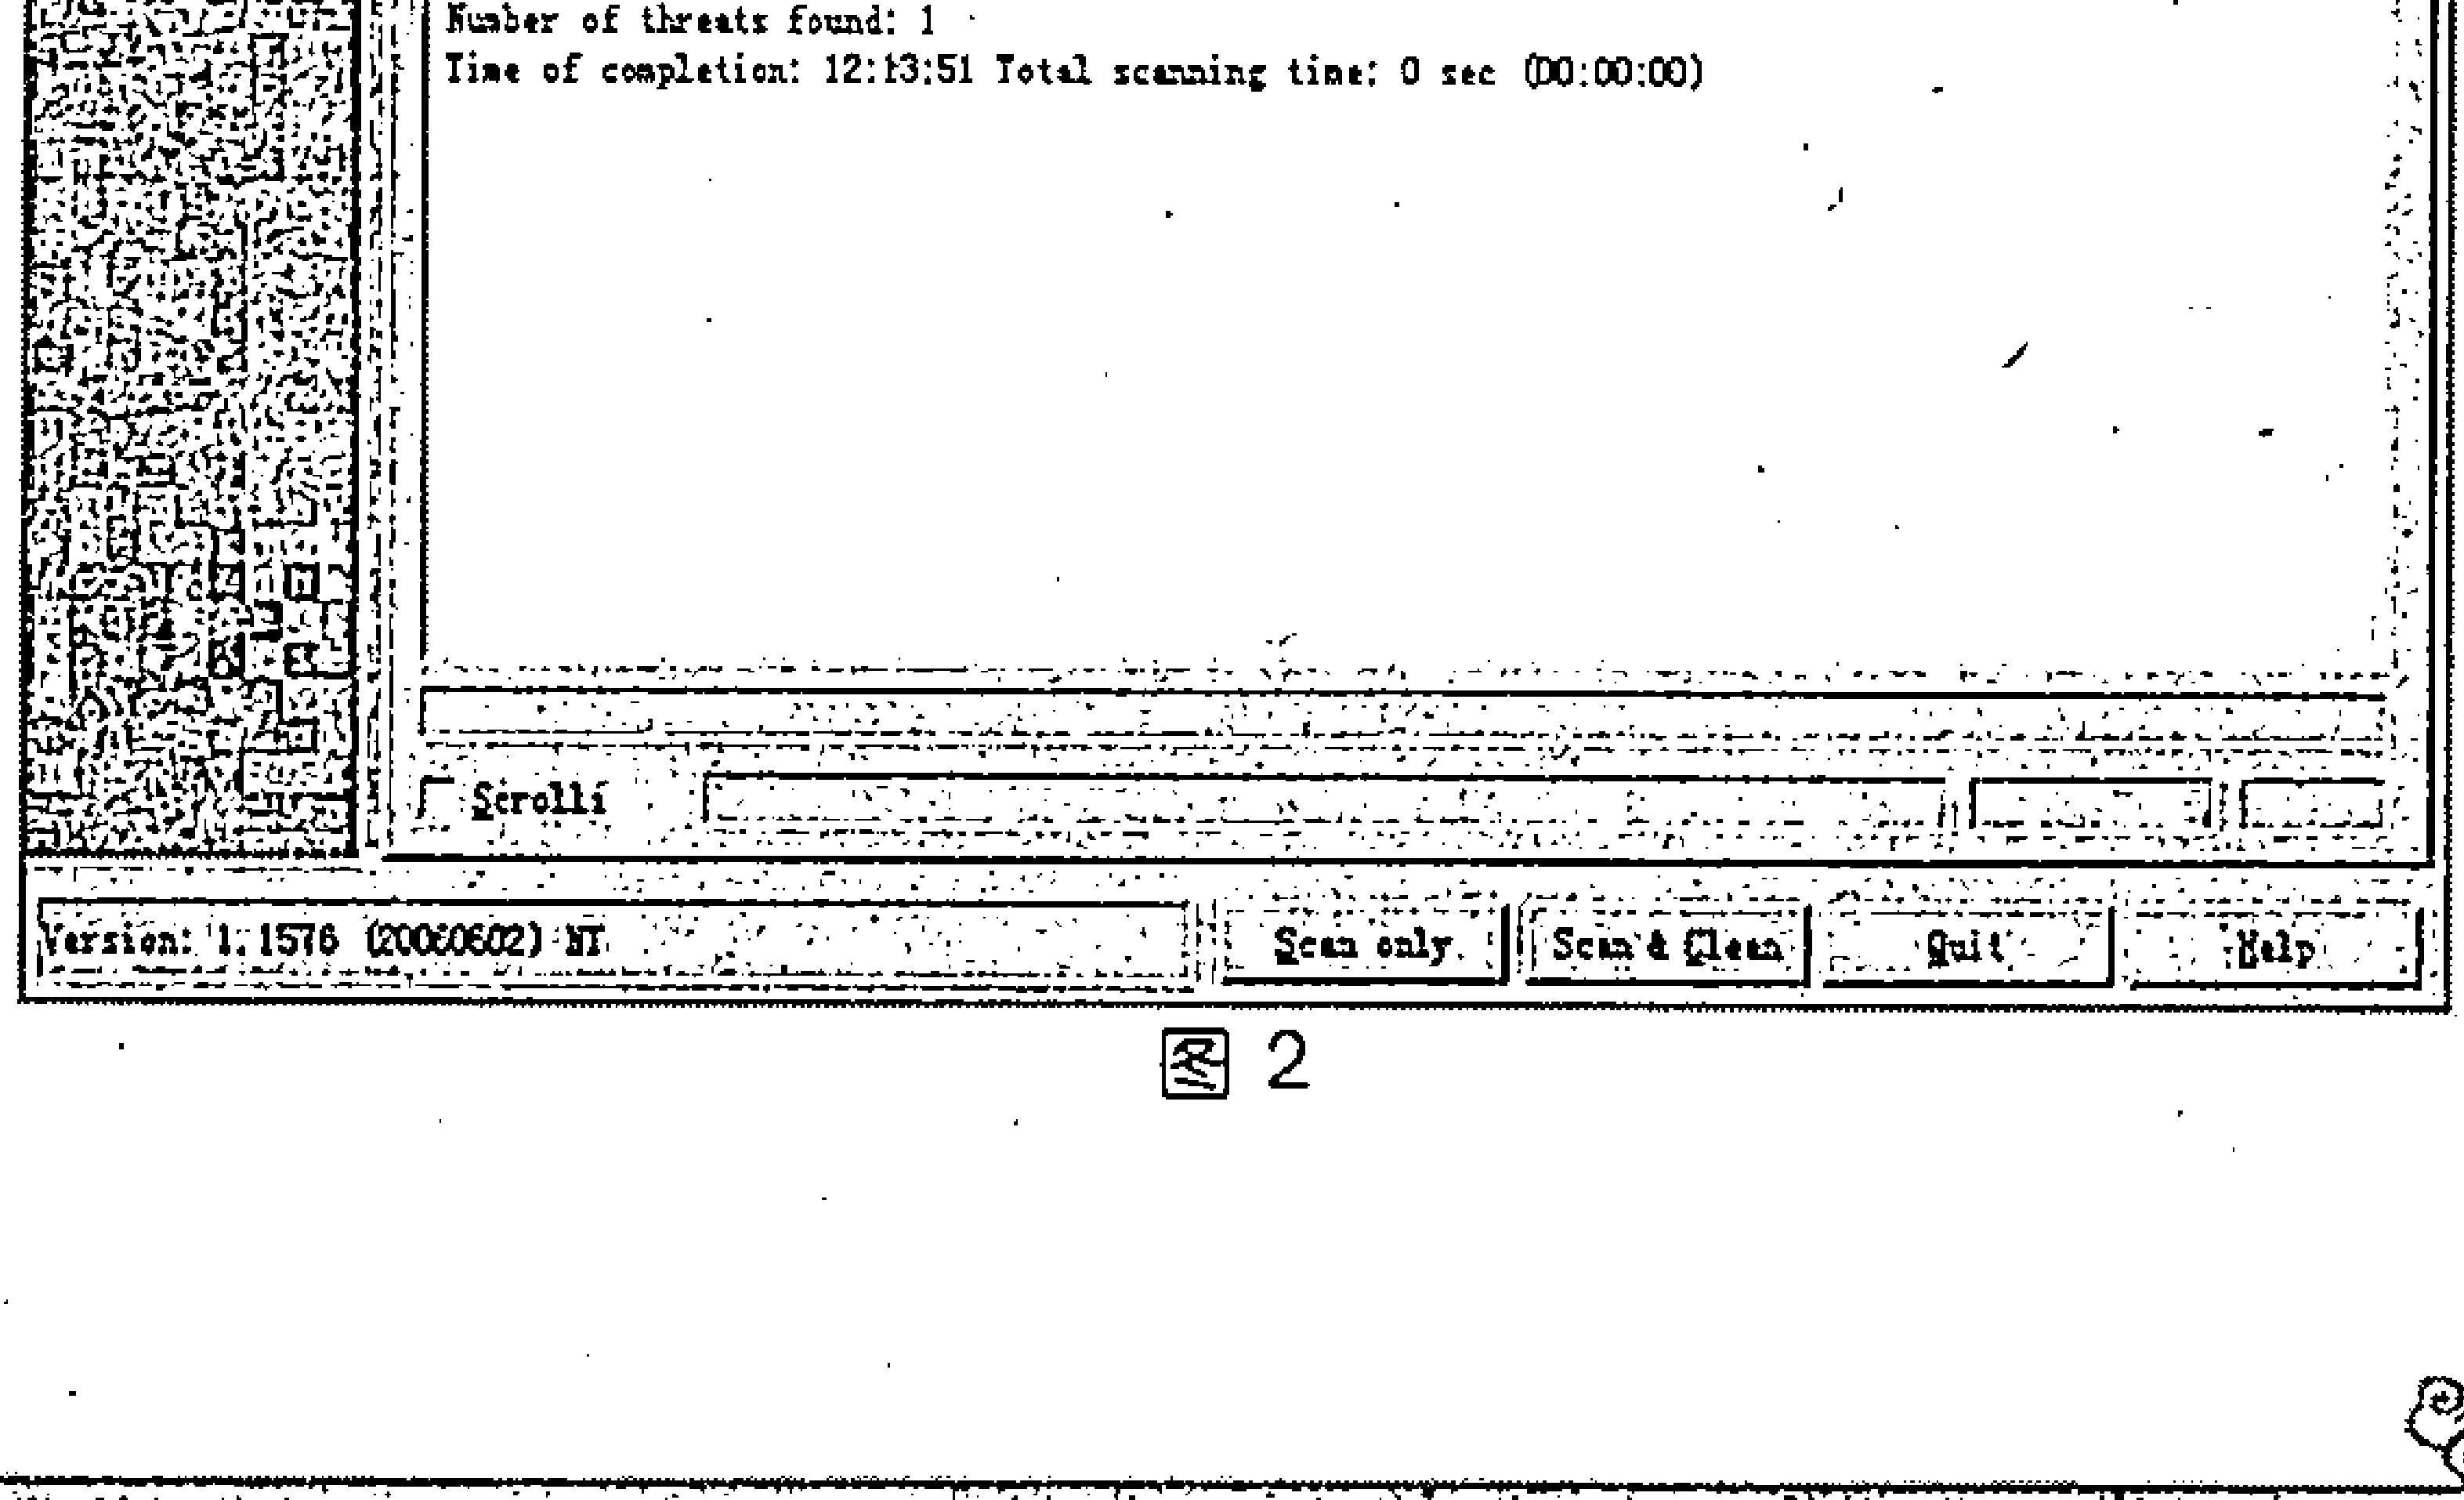 Number of threats found: 1
Time of completion: 12:13:51 Total scanning time: 0 sec (00:00:00)
Scrolli
Version: 1.1576 (20060602) NT
Scan only
Scan & Clean
Quit
Help
图 2